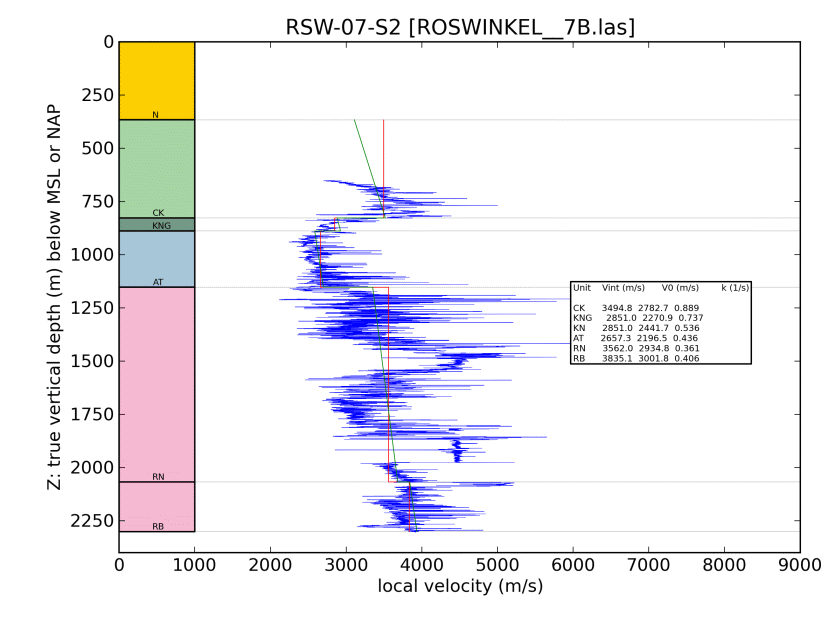 RSW-07-S2 [ROSWINKEL__7B.las]
Z: true vertical depth (m) below MSL or NAP
0
250
500
750
1000
1250
1500
1750
2000
2250
N
CK
KNG
AT
RN
RB
Unit Vint (m/s) V0 (m/s) k (1/s)
CK 3494.8 2782.7 0.889
KNG 2851.0 2270.9 0.737
KN 2851.0 2441.7 0.536
AT 2657.3 2196.5 0.436
RN 3562.0 2934.8 0.361
RB 3835.1 3001.8 0.406
0 1000 2000 3000 4000 5000 6000 7000 8000 9000
local velocity (m/s)